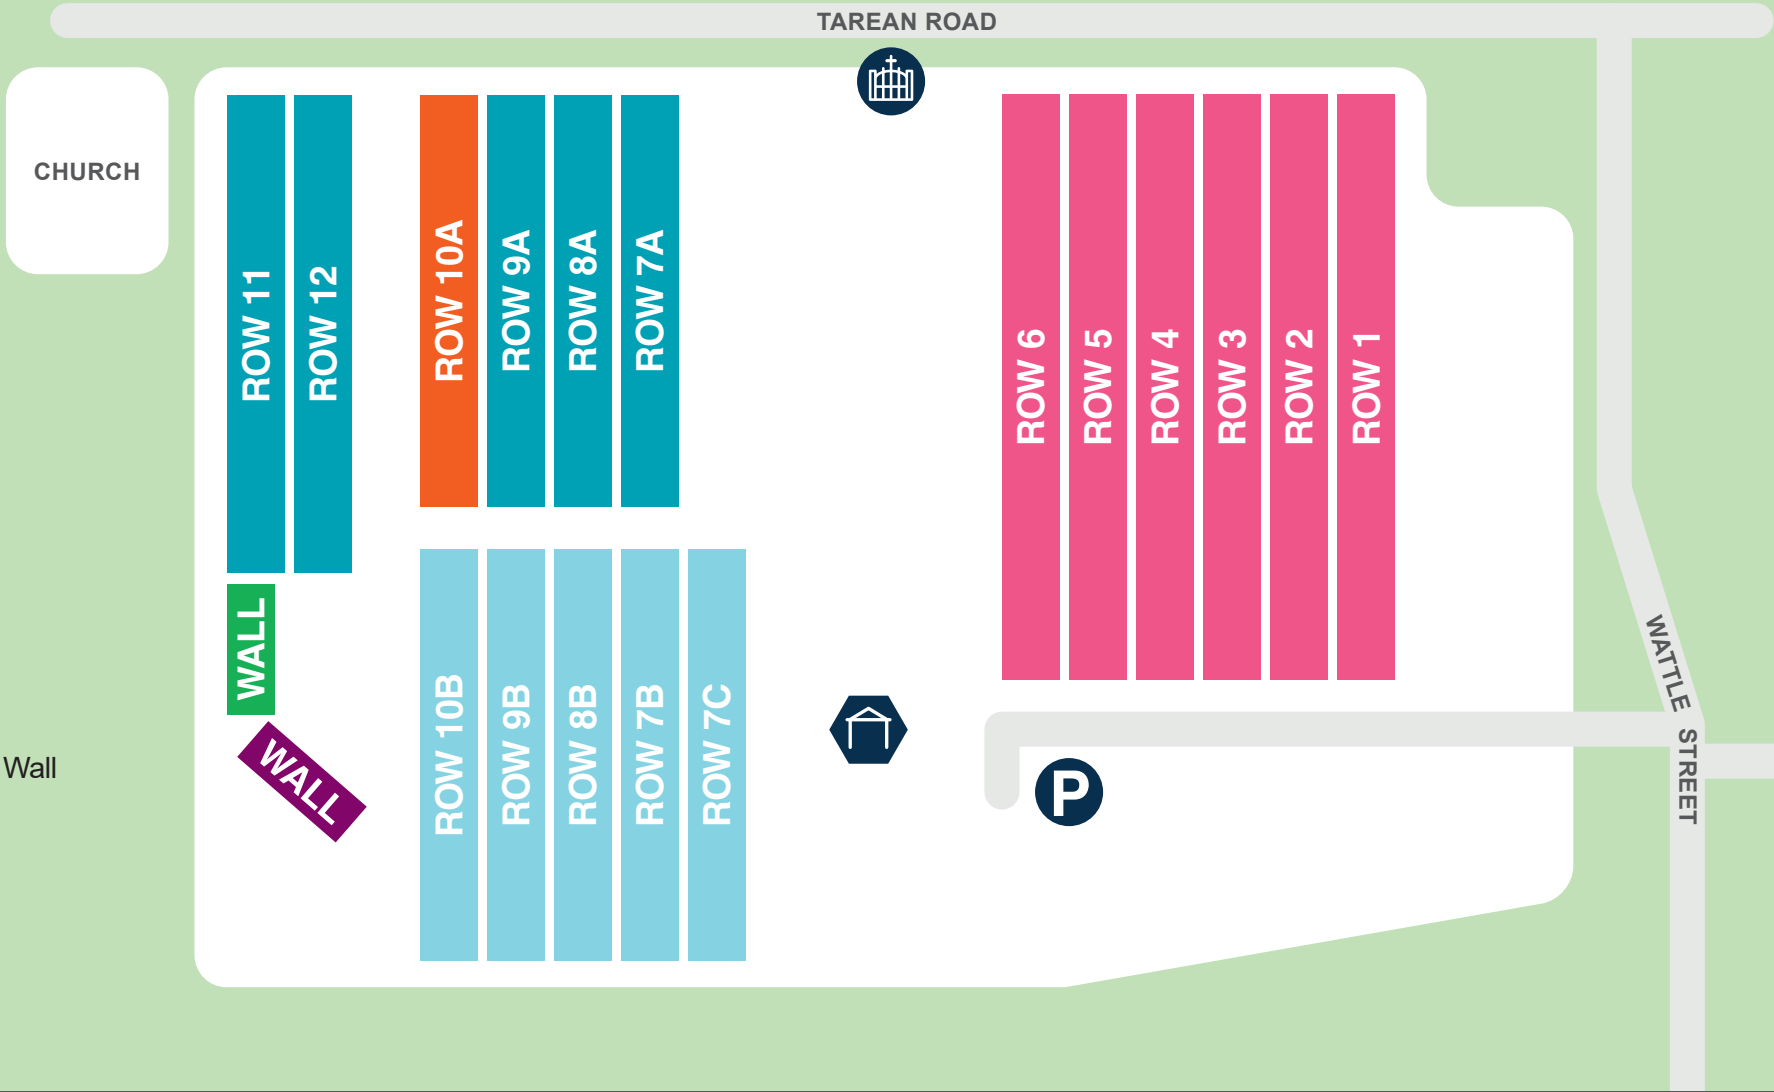 TAREAN ROAD
CHURCH
ROW 11
ROW 12
ROW 10A
ROW 9A
ROW 8A
ROW 7A
ROW 6
ROW 5
ROW 4
ROW 3
ROW 2
ROW 1
WALL
WALL
Wall
ROW 10B
ROW 9B
ROW 8B
ROW 7B
ROW 7C
P
WATTLE STREET